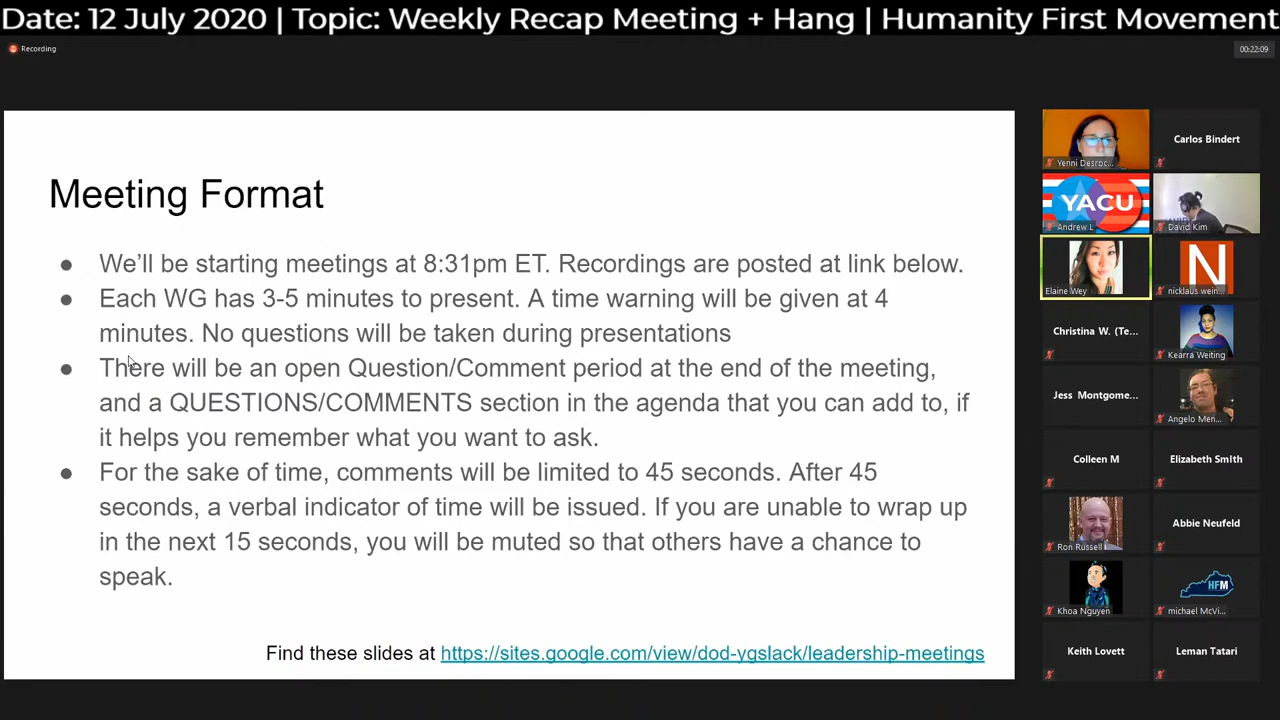 Date: 12 July 2020 | Topic: Weekly Recap Meeting + Hang | Humanity First Movement
Recording
00:22:09
Meeting Format
● We'll be starting meetings at 8:31pm ET. Recordings are posted at link below.
● Each WG has 3-5 minutes to present. A time warning will be given at 4
minutes. No questions will be taken during presentations
● There will be an open Question/Comment period at the end of the meeting,
and a QUESTIONS/COMMENTS section in the agenda that you can add to, if
it helps you remember what you want to ask.
● For the sake of time, comments will be limited to 45 seconds. After 45
seconds, a verbal indicator of time will be issued. If you are unable to wrap up
in the next 15 seconds, you will be muted so that others have a chance to
speak.
Find these slides at https://sites.google.com/view/dod-ygslack/leadership-meetings
Yenni Desroc...
Carlos Bindert
YACU
Andrew L
David Kim
Elaine Wey
N
nicklaus wein...
Christina W. (Te...
Kearra Weiting
Jess Montgome...
Angelo Men...
Colleen M
Elizabeth SmIth
Ron Russell
Abbie Neufeld
Khoa Nguyen
HFM
michael McVi...
Keith Lovett
Leman Tatari